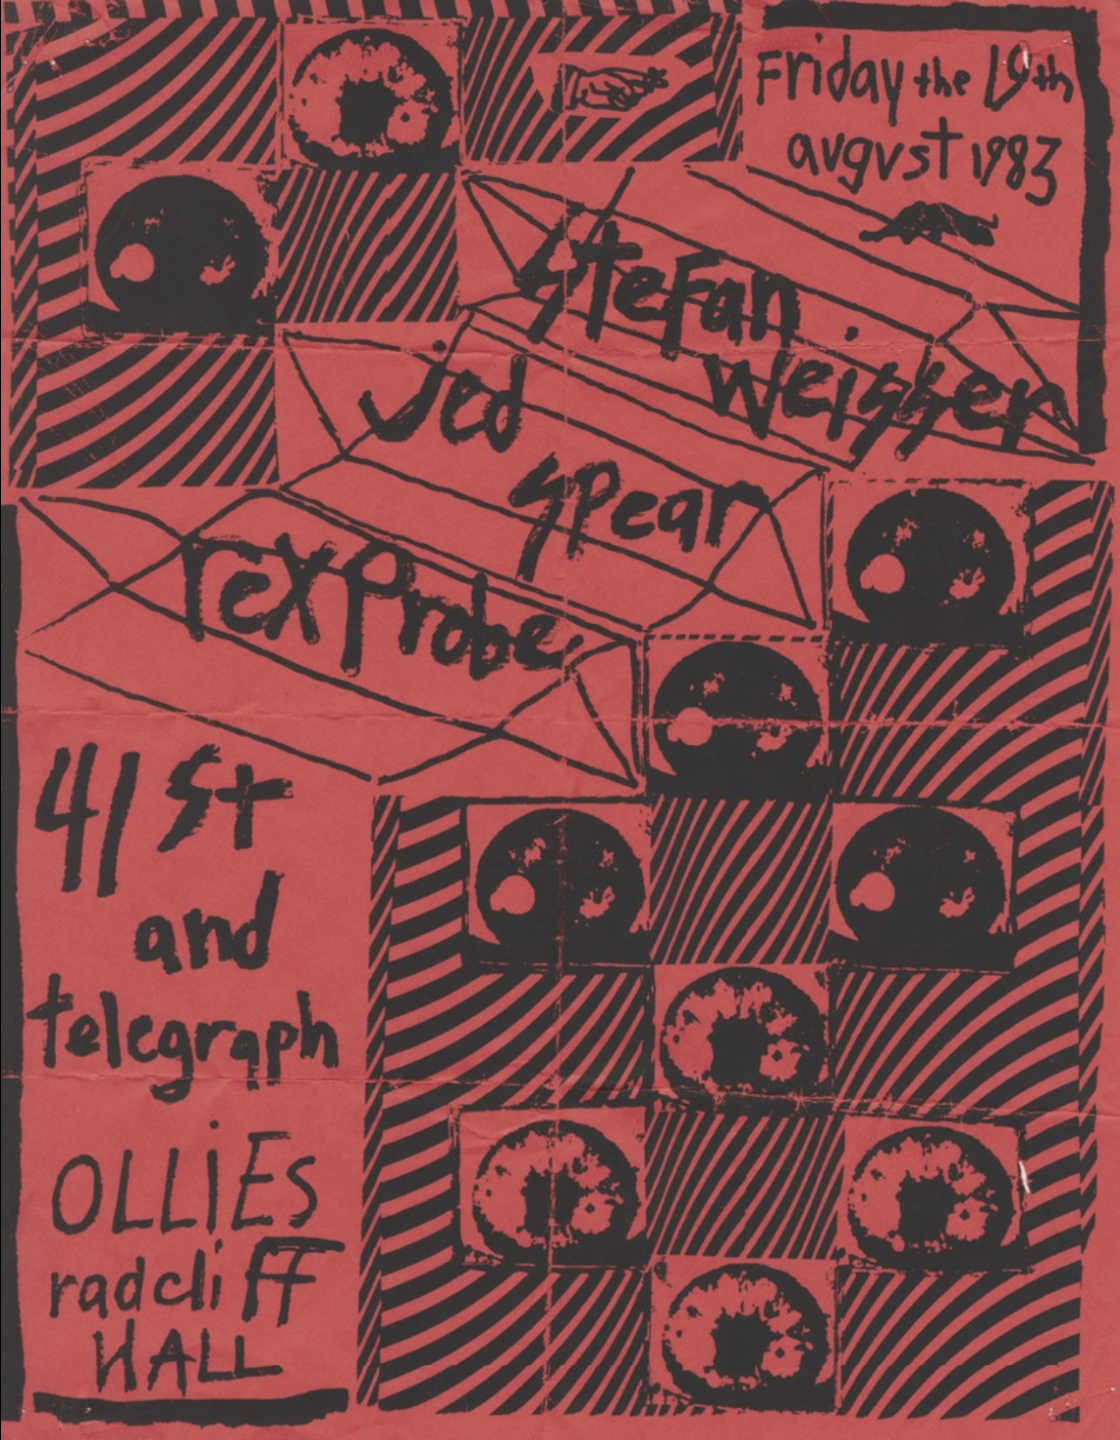 Friday the 19th
avgvst 1983
Stefan
Weisser
Jed
Spear
rex Probe
41 St
and
telegraph
OLLiES
radcliff
HALL